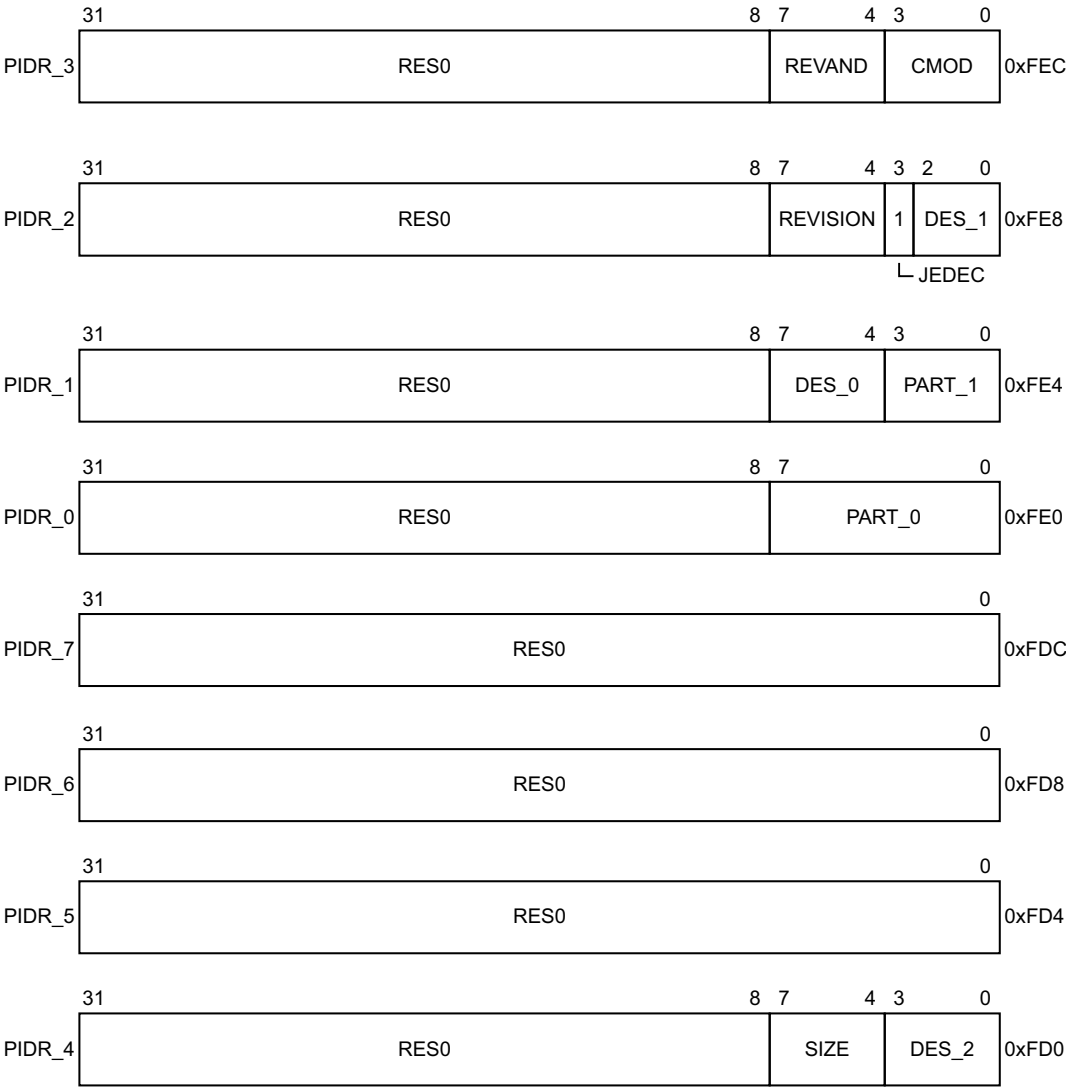 31 8 7 4 3 0
PIDR_3 RES0 REVAND CMOD 0xFEC
31 8 7 4 3 2 0
PIDR_2 RES0 REVISION 1 DES_1 0xFE8
JEDEC
31 8 7 4 3 0
PIDR_1 RES0 DES_0 PART_1 0xFE4
31 8 7 0
PIDR_0 RES0 PART_0 0xFE0
31 0
PIDR_7 RES0 0xFDC
31 0
PIDR_6 RES0 0xFD8
31 0
PIDR_5 RES0 0xFD4
31 8 7 4 3 0
PIDR_4 RES0 SIZE DES_2 0xFD0